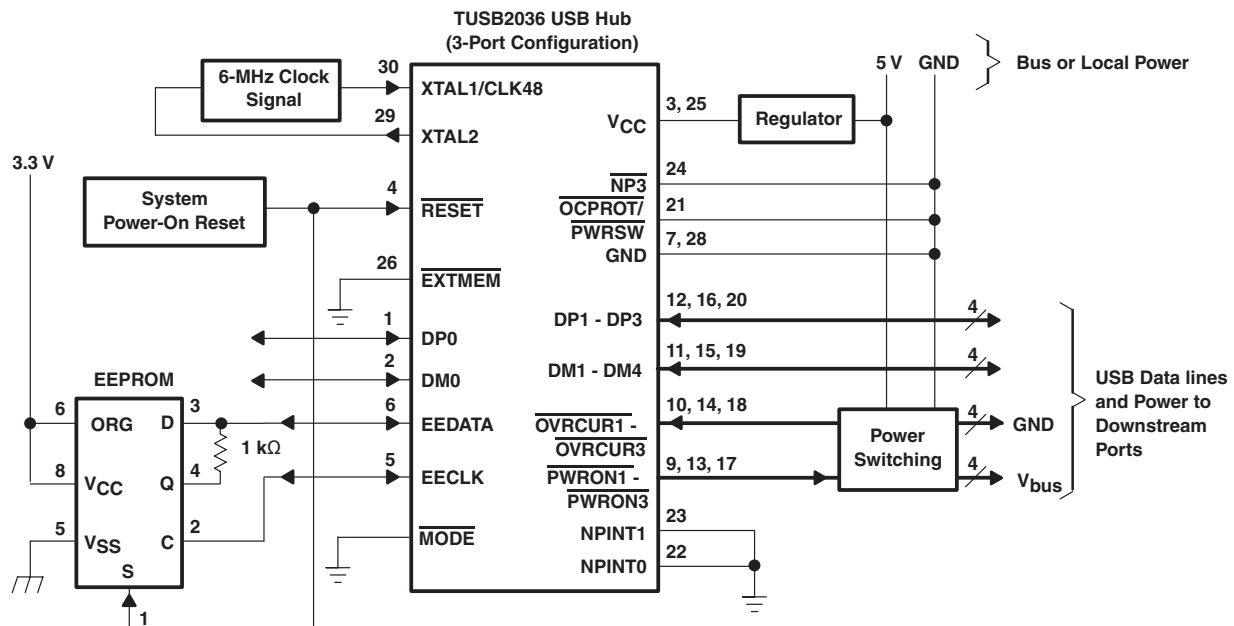 TUSB2036 USB Hub
(3-Port Configuration)
6-MHz Clock
Signal
30
XTAL1/CLK48
29
XTAL2
5 V GND
Bus or Local Power
3, 25
VCC
Regulator
3.3 V
System
Power-On Reset
4
RESET
24
NP3
21
OCPROT/
PWRSW
7, 28
GND
26
EXTMEM
12, 16, 20
DP1 - DP3
4
1
DP0
11, 15, 19
DM1 - DM4
4
2
DM0
USB Data lines
and Power to
Downstream
Ports
EEPROM
6
ORG
D
3
1 kΩ
6
EEDATA
10, 14, 18
OVRCUR1 -
OVRCUR3
Power
Switching
4
GND
8
VCC
Q
4
5
EECLK
9, 13, 17
PWRON1 -
PWRON3
4
Vbus
5
VSS
C
2
MODE
23
NPINT1
22
NPINT0
S
1